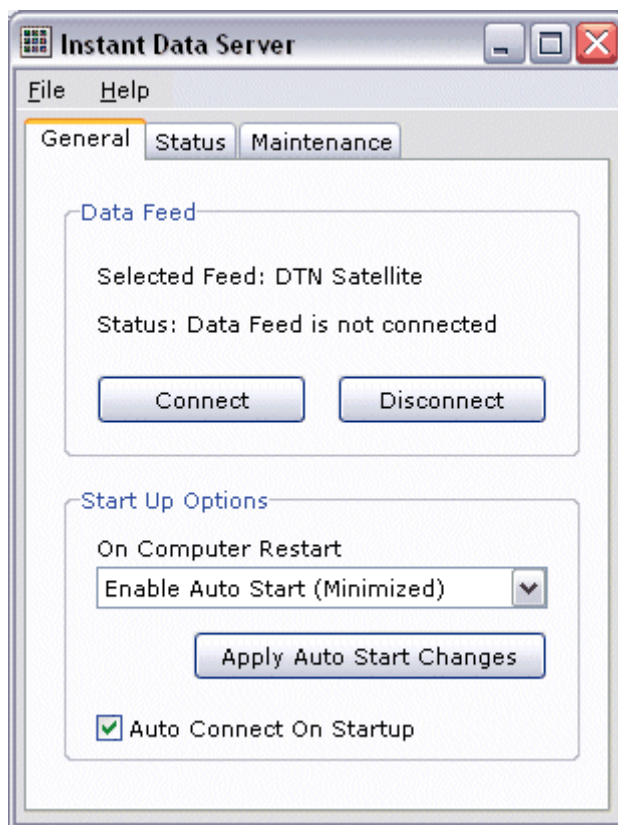 Instant Data Server
File Help
General Status Maintenance
Data Feed
Selected Feed: DTN Satellite
Status: Data Feed is not connected
Connect Disconnect
Start Up Options
On Computer Restart
Enable Auto Start (Minimized)
Apply Auto Start Changes
Auto Connect On Startup